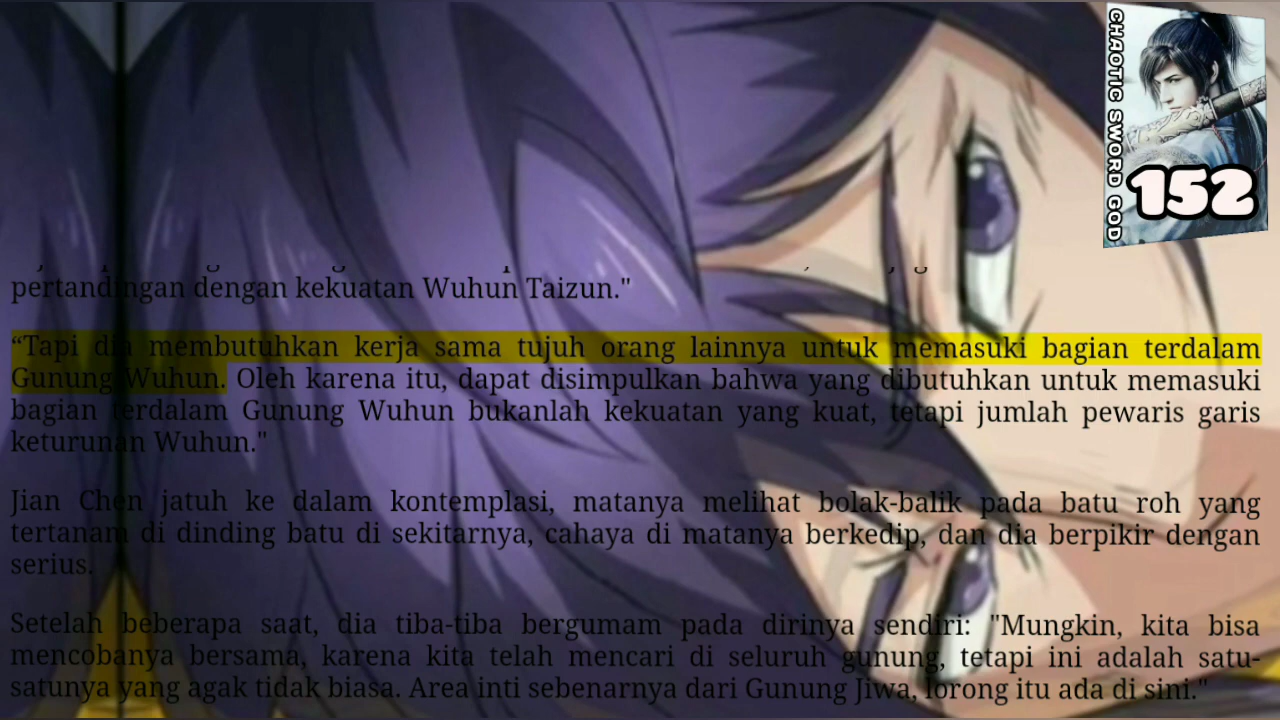 CHAOTIC SWORD GOD
152
pertandingan dengan kekuatan Wuhun Taizun."
“Tapi dia membutuhkan kerja sama tujuh orang lainnya untuk memasuki bagian terdalam
Gunung Wuhun. Oleh karena itu, dapat disimpulkan bahwa yang dibutuhkan untuk memasuki
bagian terdalam Gunung Wuhun bukanlah kekuatan yang kuat, tetapi jumlah pewaris garis
keturunan Wuhun."
Jian Chen jatuh ke dalam kontemplasi, matanya melihat bolak-balik pada batu roh yang
tertanam di dinding batu di sekitarnya, cahaya di matanya berkedip, dan dia berpikir dengan
serius.
Setelah beberapa saat, dia tiba-tiba bergumam pada dirinya sendiri: "Mungkin, kita bisa
mencobanya bersama, karena kita telah mencari di seluruh gunung, tetapi ini adalah satu-
satunya yang agak tidak biasa. Area inti sebenarnya dari Gunung Jiwa, lorong itu ada di sini."